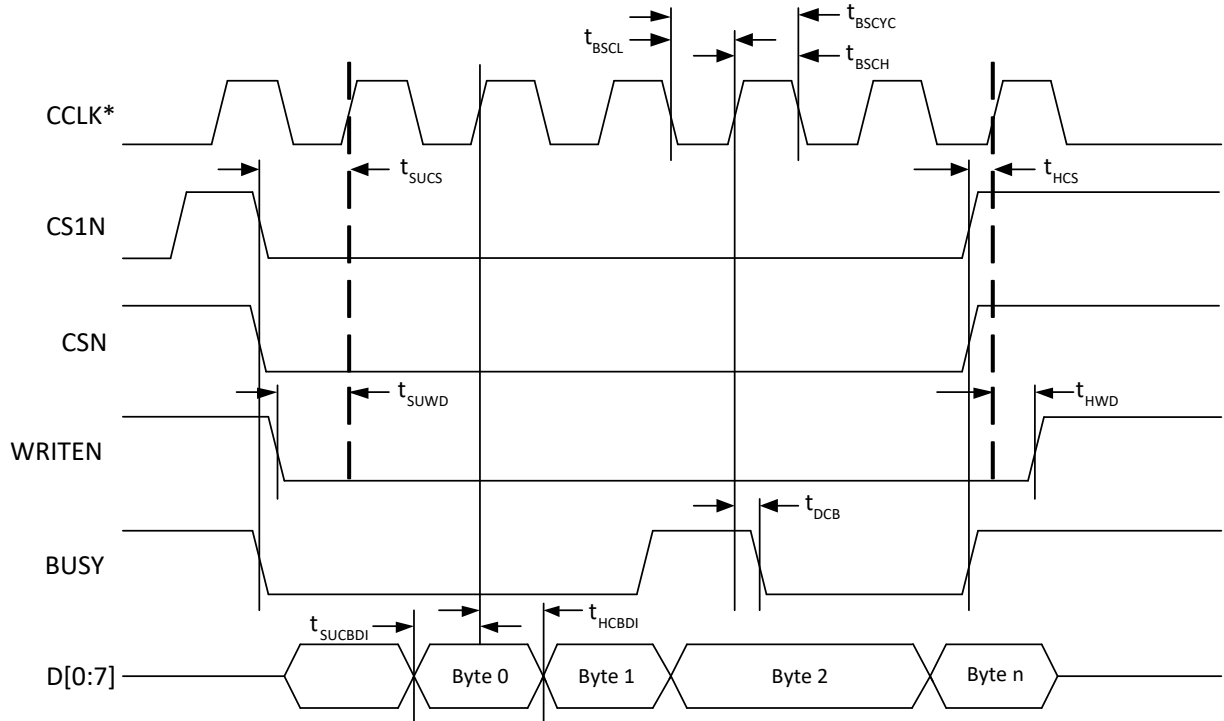 t_BSCYC
t_BSCL
t_BSCH
CCLK*
t_SUCS
t_HCS
CS1N
CSN
t_SUWD
t_HWD
WRITEN
t_DCB
BUSY
t_SUCBDI
t_HCBDI
D[0:7]
Byte 0
Byte 1
Byte 2
Byte n